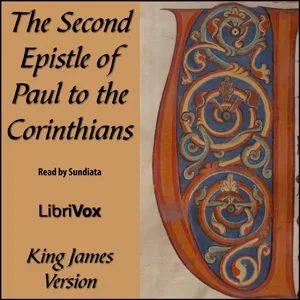 The Second
Epistle of
Paul to the
Corinthians
Read by Sundiata
LibriVox
King James
Version